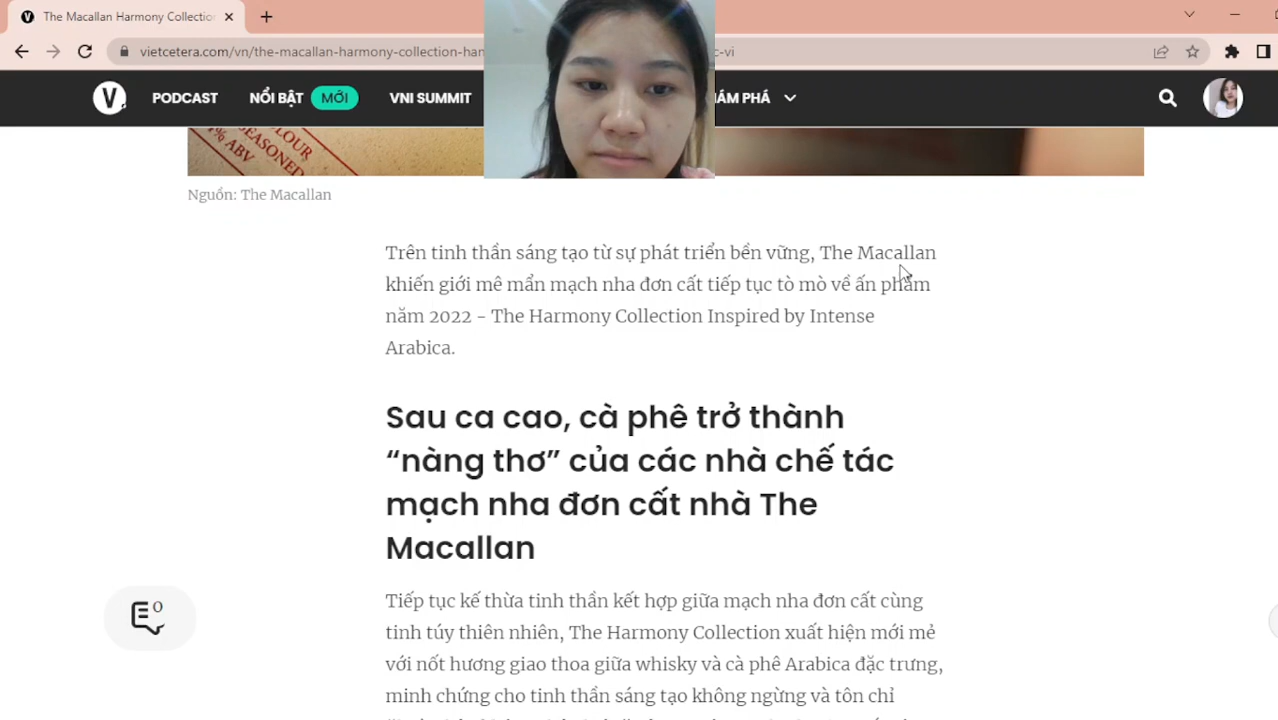 The Macallan Harmony Collectio
vietcetera.com/vn/the-macallan-harmony-collection-han
c-vi
V
PODCAST
NỔI BẬT
MỚI
VNI SUMMIT
PHÁ
COLOUR
SEASONED
% ABV
Nguồn: The Macallan
Trên tinh thần sáng tạo từ sự phát triển bền vững, The Macallan
khiến giới mê mẩn mạch nha đơn cất tiếp tục tò mò về ấn phẩm
năm 2022 - The Harmony Collection Inspired by Intense
Arabica.
Sau ca cao, cà phê trở thành
“nàng thơ” của các nhà chế tác
mạch nha đơn cất nhà The
Macallan
0
Tiếp tục kế thừa tinh thần kết hợp giữa mạch nha đơn cất cùng
tinh túy thiên nhiên, The Harmony Collection xuất hiện mới mẻ
với nốt hương giao thoa giữa whisky và cà phê Arabica đặc trưng,
minh chứng cho tinh thần sáng tạo không ngừng và tôn chỉ